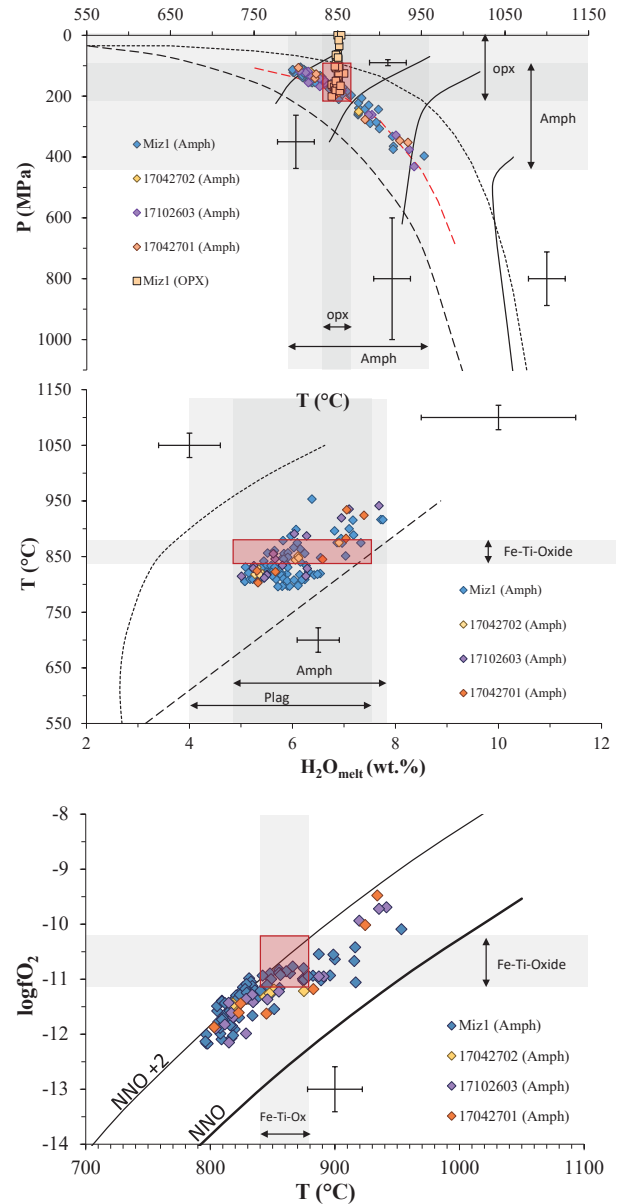 550 650 750 850 950 1050 1150
0
200
400
600
800
1000
P (MPa)
opx
Amph
Miz1 (Amph)
17042702 (Amph)
17102603 (Amph)
17042701 (Amph)
Miz1 (OPX)
opx
Amph
T (°C)
1150
1050
950
850
750
650
550
T (°C)
Fe-Ti-Oxide
Miz1 (Amph)
17042702 (Amph)
17102603 (Amph)
17042701 (Amph)
Amph
Plag
2 4 6 8 10 12
H2Omelt (wt.%)
-8
-9
-10
-11
-12
-13
-14
logfO2
Fe-Ti-Oxide
Miz1 (Amph)
17042702 (Amph)
17102603 (Amph)
17042701 (Amph)
NNO +2
NNO
Fe-Ti-Ox
700 800 900 1000 1100
T (°C)